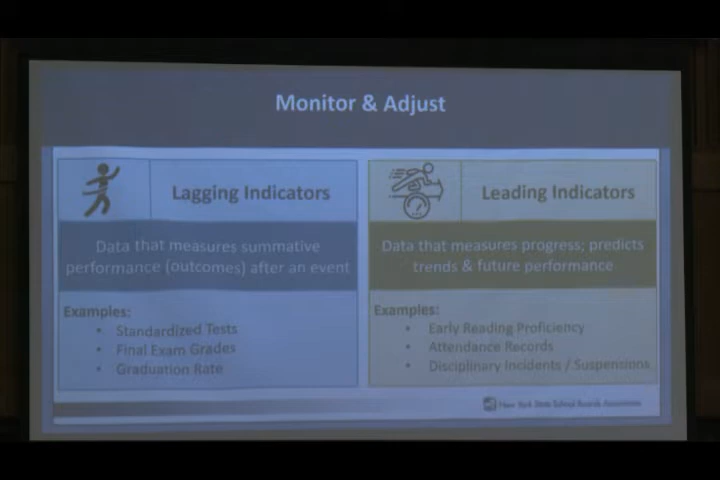 Monitor & Adjust
Lagging Indicators
Data that measures summative
performance (outcomes) after an event
Examples:
• Standardized Tests
• Final Exam Grades
• Graduation Rate
Leading Indicators
Data that measures progress; predicts
trends & future performance
Examples:
• Early Reading Proficiency
• Attendance Records
• Disciplinary Incidents / Suspensions
New York State School Boards Association